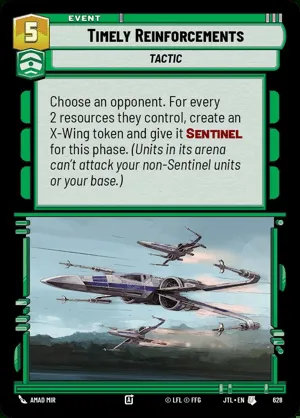 EVENT
5
TIMELY REINFORCEMENTS
TACTIC
Choose an opponent. For every
2 resources they control, create an
X-Wing token and give it SENTINEL
for this phase. (Units in its arena
can't attack your non-Sentinel units
or your base.)
AMAD MIR
© LFL © FFG
JTL • EN
628